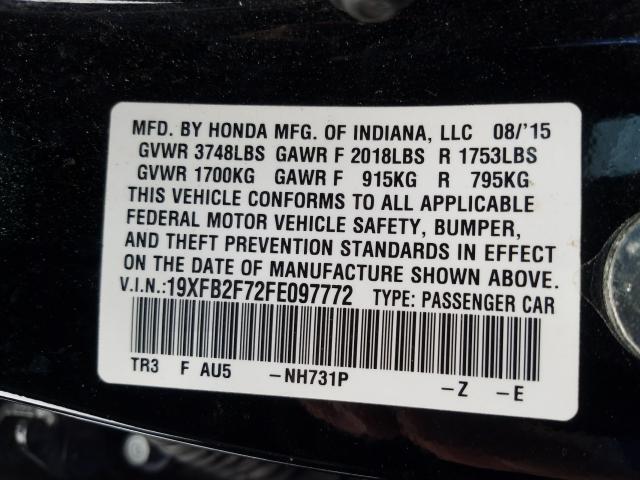 MFD. BY HONDA MFG. OF INDIANA, LLC 08/'15
GVWR 3748LBS GAWR F 2018LBS R 1753LBS
GVWR 1700KG GAWR F 915KG R 795KG
THIS VEHICLE CONFORMS TO ALL APPLICABLE
FEDERAL MOTOR VEHICLE SAFETY, BUMPER,
AND THEFT PREVENTION STANDARDS IN EFFECT
ON THE DATE OF MANUFACTURE SHOWN ABOVE.
V.I.N.:19XFB2F72FE097772 TYPE: PASSENGER CAR
TR3 F AU5 -NH731P -Z -E